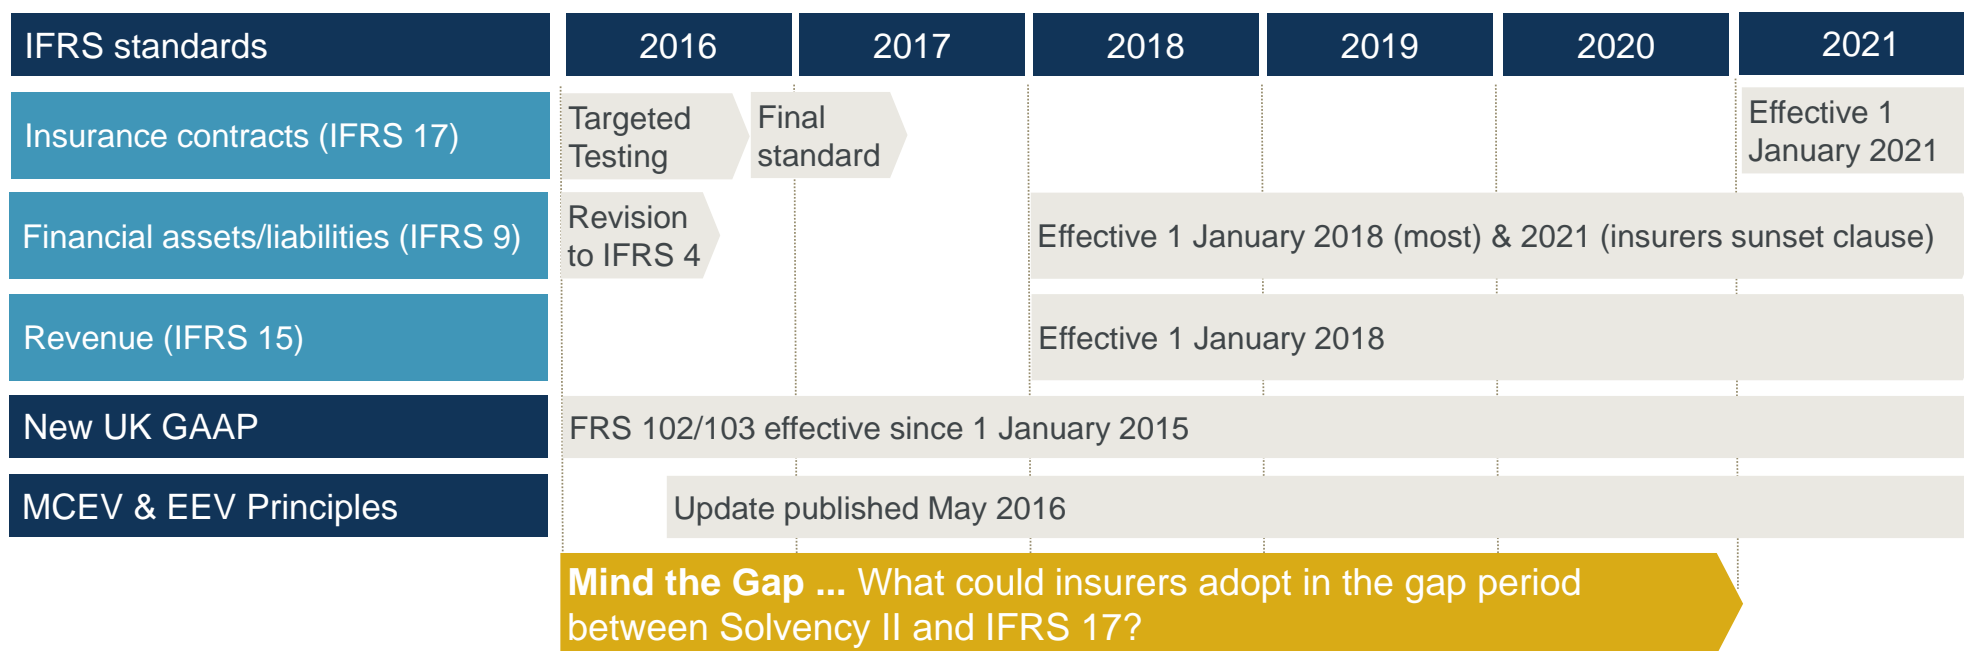 IFRS standards
2016
2017
2018
2019
2020
2021
Insurance contracts (IFRS 17)
Targeted
Testing
Final
standard
Effective 1
January 2021
Financial assets/liabilities (IFRS 9)
Revision
to IFRS 4
Effective 1 January 2018 (most) & 2021 (insurers sunset clause)
Revenue (IFRS 15)
Effective 1 January 2018
New UK GAAP
FRS 102/103 effective since 1 January 2015
MCEV & EEV Principles
Update published May 2016
Mind the Gap ... What could insurers adopt in the gap period
between Solvency II and IFRS 17?